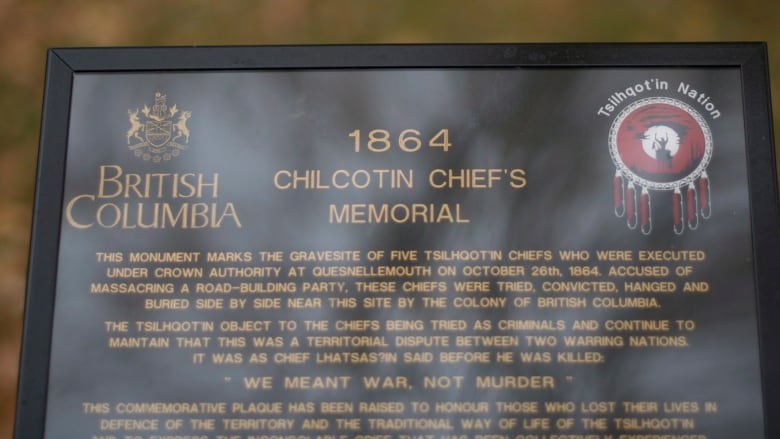 Tsilhqot'in Nation
1864
CHILCOTIN CHIEF'S
MEMORIAL
BRITISH
COLUMBIA
THIS MONUMENT MARKS THE GRAVESITE OF FIVE TSILHQOT'IN CHIEFS WHO WERE EXECUTED
UNDER CROWN AUTHORITY AT QUESNELLEMOUTH ON OCTOBER 26th, 1864. ACCUSED OF
MASSACRING A ROAD-BUILDING PARTY, THESE CHIEFS WERE TRIED, CONVICTED, HANGED AND
BURIED SIDE BY SIDE NEAR THIS SITE BY THE COLONY OF BRITISH COLUMBIA.
THE TSILHQOT'IN OBJECT TO THE CHIEFS BEING TRIED AS CRIMINALS AND CONTINUE TO
MAINTAIN THAT THIS WAS A TERRITORIAL DISPUTE BETWEEN TWO WARRING NATIONS.
IT WAS AS CHIEF LHATSAS?IN SAID BEFORE HE WAS KILLED:
" WE MEANT WAR, NOT MURDER "
THIS COMMEMORATIVE PLAQUE HAS BEEN RAISED TO HONOUR THOSE WHO LOST THEIR LIVES IN
DEFENCE OF THE TERRITORY AND THE TRADITIONAL WAY OF LIFE OF THE TSILHQOT'IN